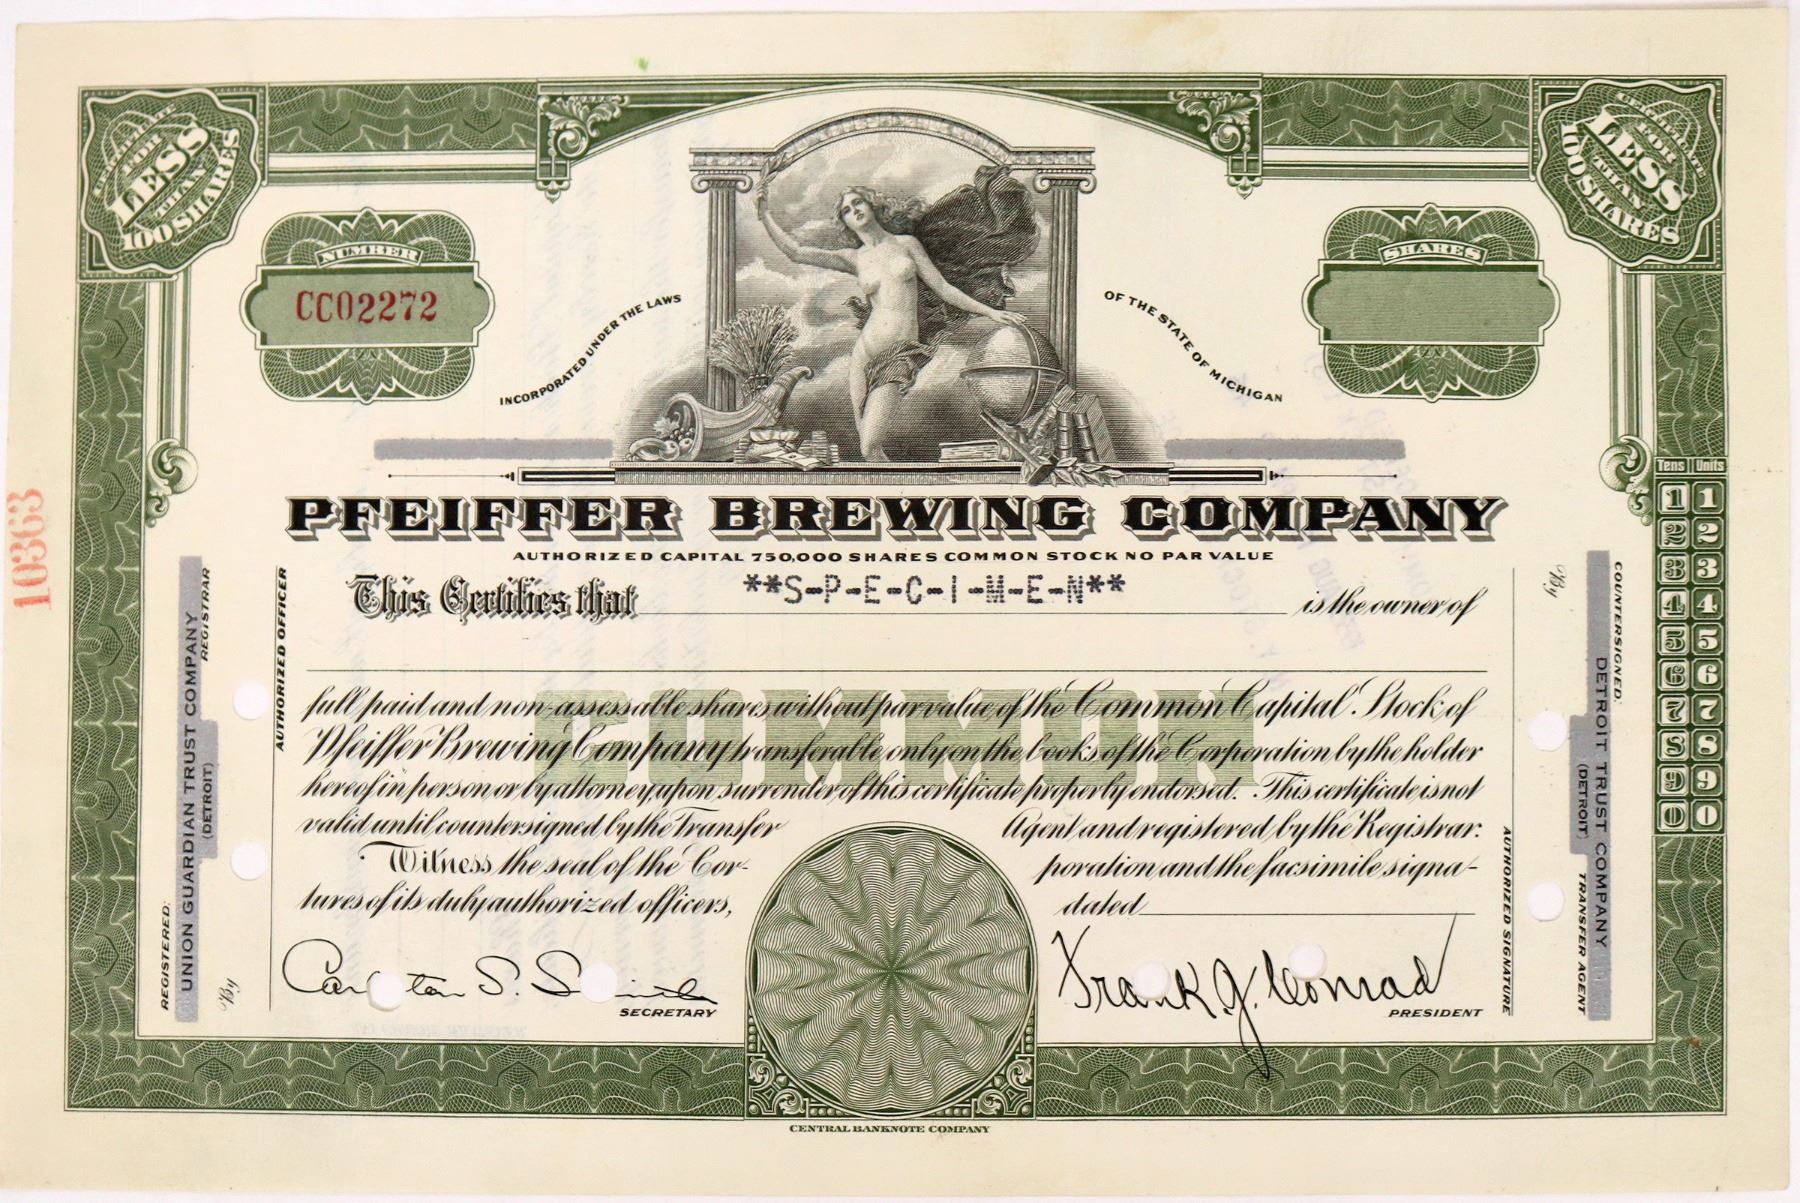 CERTIFICATE
FOR
LESS
THAN
100 SHARES
CERTIFICATE
FOR
LESS
THAN
100 SHARES
NUMBER
CC02272
SHARES
INCORPORATED UNDER THE LAWS
OF THE STATE OF MICHIGAN
PFEIFFER BREWING COMPANY
AUTHORIZED CAPITAL 750,000 SHARES COMMON STOCK NO PAR VALUE
This Certifies that **S-P-E-C-I-M-E-N** is the owner of
COMMON
full paid and non-assessable shares without par value of the Common Capital Stock of
Pfeiffer Brewing Company transferable only on the books of the Corporation by the holder
hereof in person or by attorney, upon surrender of this certificate properly endorsed. This certificate is not
valid until countersigned by the Transfer Agent and registered by the Registrar.
Witness the seal of the Corporation and the facsimile signa-
tures of its duly authorized officers, dated
Carleton S. Smith
SECRETARY
Frank J. Conrad
PRESIDENT
CENTRAL BANKNOTE COMPANY
10363
REGISTERED:
UNION GUARDIAN TRUST COMPANY
(DETROIT)
REGISTRAR
By
AUTHORIZED OFFICER
COUNTERSIGNED:
DETROIT TRUST COMPANY
(DETROIT)
TRANSFER AGENT
By
AUTHORIZED SIGNATURE
Tens Units
1 1
2 2
3 3
4 4
5 5
6 6
7 7
8 8
9 9
0 0